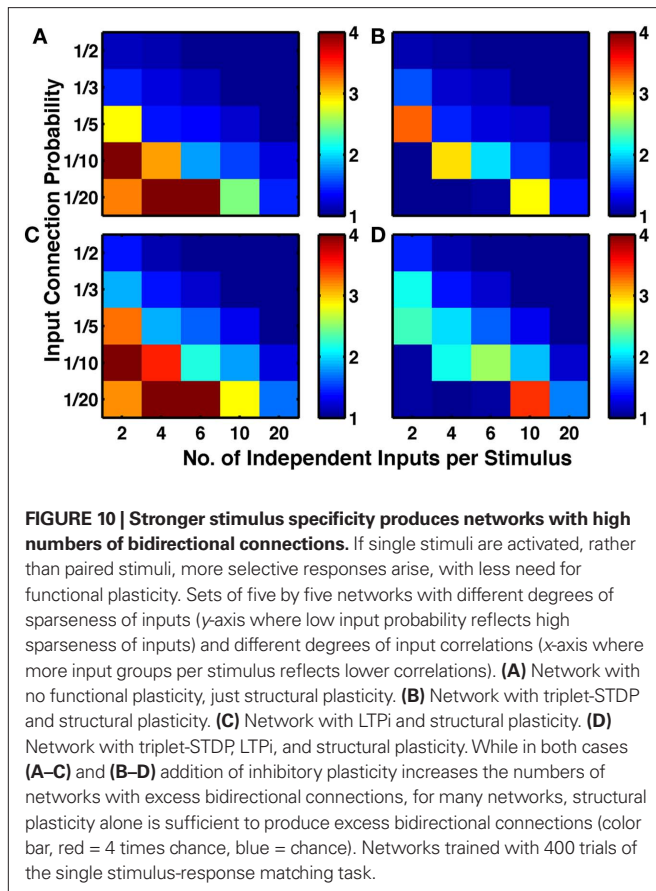 A
B
1/2
1/3
1/5
1/10
1/20
4
3
2
1
4
3
2
1
C
D
Input Connection Probability
1/2
1/3
1/5
1/10
1/20
4
3
2
1
4
3
2
1
2 4 6 10 20
2 4 6 10 20
No. of Independent Inputs per Stimulus
FIGURE 10 | Stronger stimulus specificity produces networks with high
numbers of bidirectional connections. If single stimuli are activated, rather
than paired stimuli, more selective responses arise, with less need for
functional plasticity. Sets of five by five networks with different degrees of
sparseness of inputs (y-axis where low input probability reflects high
sparseness of inputs) and different degrees of input correlations (x-axis where
more input groups per stimulus reflects lower correlations). (A) Network with
no functional plasticity, just structural plasticity. (B) Network with triplet-STDP
and structural plasticity. (C) Network with LTPi and structural plasticity. (D)
Network with triplet-STDP, LTPi, and structural plasticity. While in both cases
(A–C) and (B–D) addition of inhibitory plasticity increases the numbers of
networks with excess bidirectional connections, for many networks, structural
plasticity alone is sufficient to produce excess bidirectional connections (color
bar, red = 4 times chance, blue = chance). Networks trained with 400 trials of
the single stimulus-response matching task.